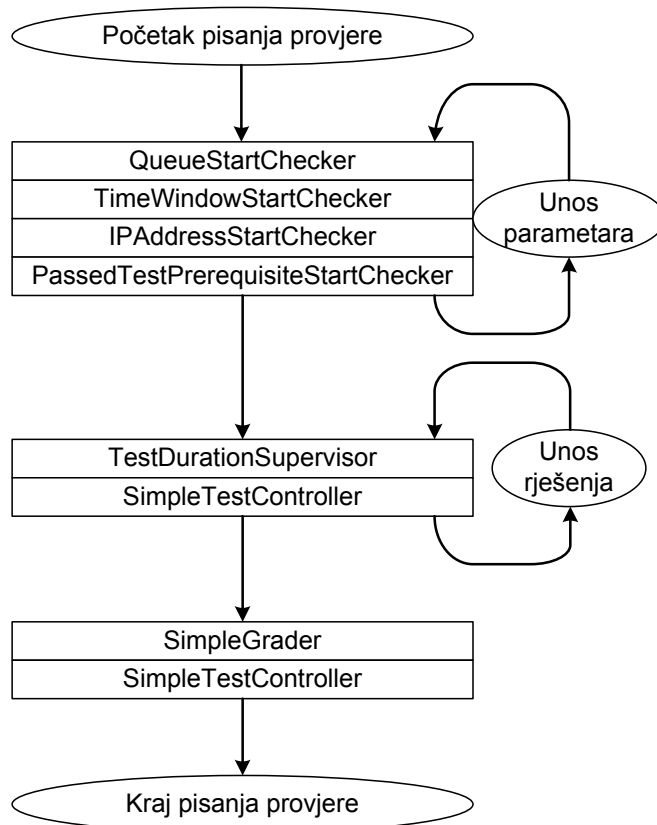 Početak pisanja provjere
QueueStartChecker
TimeWindowStartChecker
IPAddressStartChecker
PassedTestPrerequisiteStartChecker
Unos
parametara
TestDurationSupervisor
SimpleTestController
Unos
rješenja
SimpleGrader
SimpleTestController
Kraj pisanja provjere